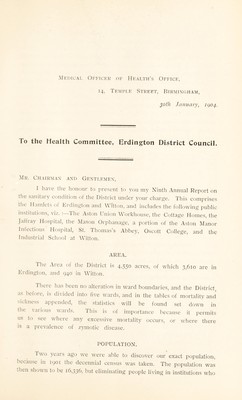 Medical Officer of Health's Office,
14, Temple Street, Birmingham,
30th January, 1904.
To the Health Committee, Erdington District Council.
Mr. Chairman and Gentlemen,
I have the honour to present to you my Ninth Annual Report on
the sanitary condition of the District under your charge. This comprises
the Hamlets of Erdington and Witton, and includes the following public
institutions, viz. :—The Aston Union Workhouse, the Cottage Homes, the
Jaffray Hospital, the Mason Orphanage, a portion of the Aston Manor
Infectious Hospital, St. Thomas's Abbey, Oscott College, and the
Industrial School at Witton.
AREA.
The Area of the District is 4,550 acres, of which 3,610 are in
Erdington, and 940 in Witton.
There has been no alteration in ward boundaries, and the District,
as before, is divided into five wards, and in the tables of mortality and
sickness appended, the statistics will be found set down in
the various wards. This is of importance because it permits
us to see where any excessive mortality occurs, or where there
is a prevalence of zymotic disease.
POPULATION.
Two years ago we were able to discover our exact population,
because in 1901 the decennial census was taken. The population was
then shown to be 16,336, but eliminating people living in institutions who